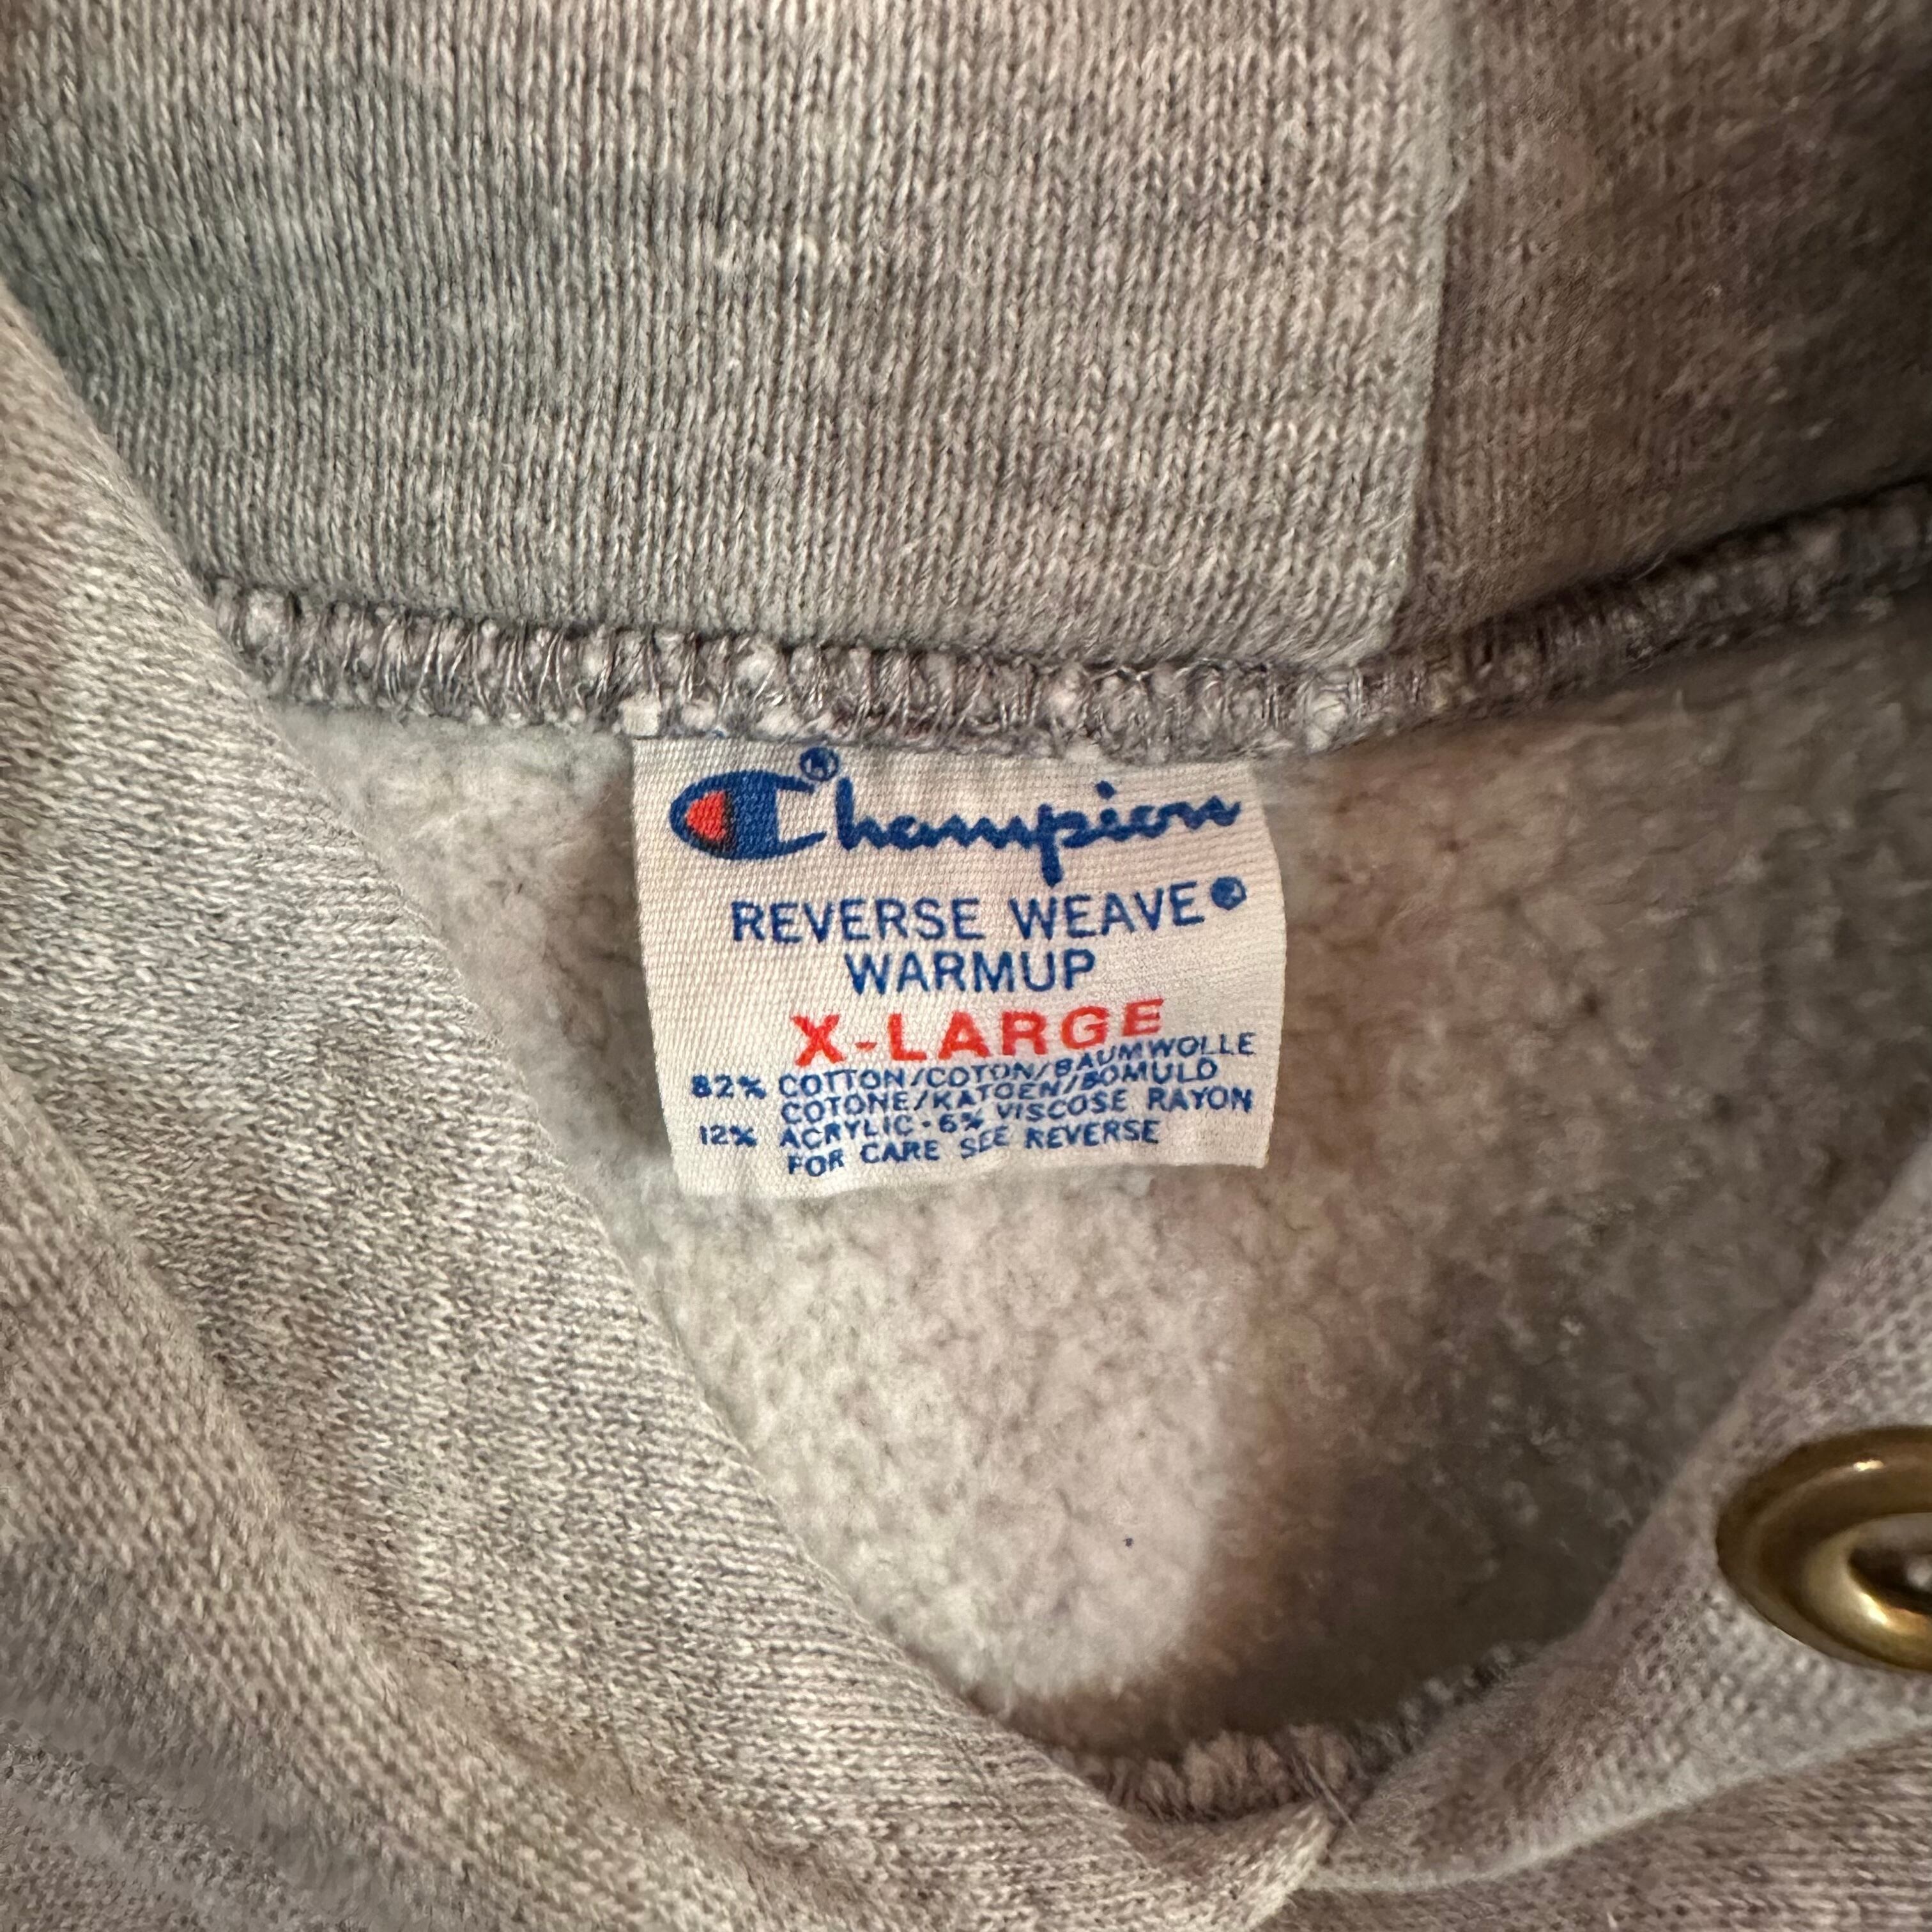 Champion®
REVERSE WEAVE®
WARMUP
X-LARGE
82% COTTON/COTON/BAUMWOLLE
COTONE/KATOEN/BOMULD
12% ACRYLIC·6% VISCOSE RAYON
FOR CARE SEE REVERSE